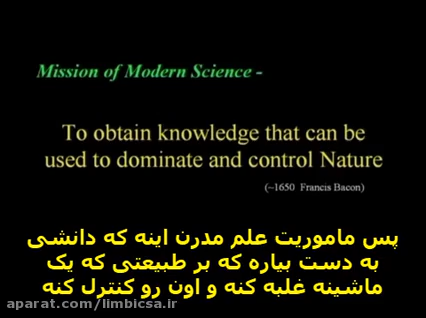 Mission of Modern Science -
To obtain knowledge that can be
used to dominate and control Nature
(~1650 Francis Bacon)
پس ماموریت علم مدرن اینه که دانشی
به دست بیاره که بر طبیعتی که یک
ماشینه غلبه کنه و اون رو کنترل کنه
aparat.com/limbicsa.ir